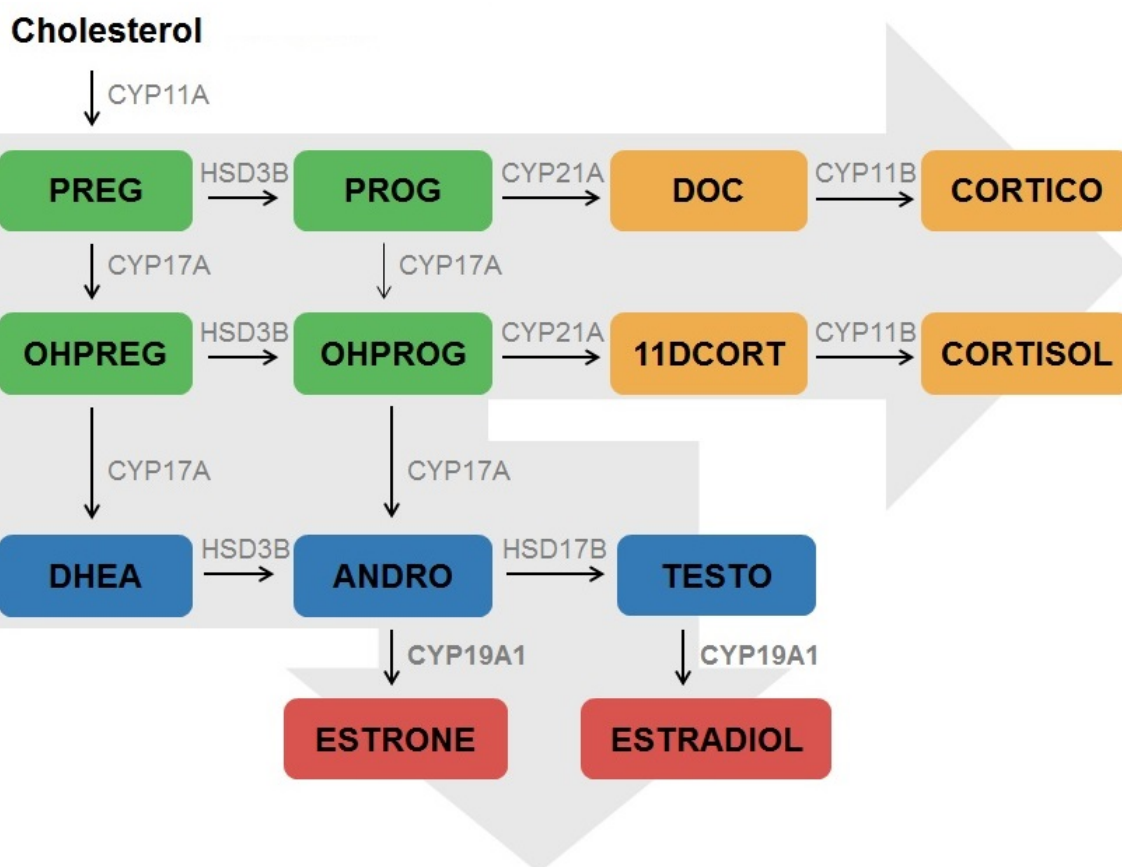 Cholesterol
CYP11A
PREG
HSD3B
PROG
CYP21A
DOC
CYP11B
CORTICO
CYP17A
CYP17A
OHPREG
HSD3B
OHPROG
CYP21A
11DCORT
CYP11B
CORTISOL
CYP17A
CYP17A
DHEA
HSD3B
ANDRO
HSD17B
TESTO
CYP19A1
CYP19A1
ESTRONE
ESTRADIOL